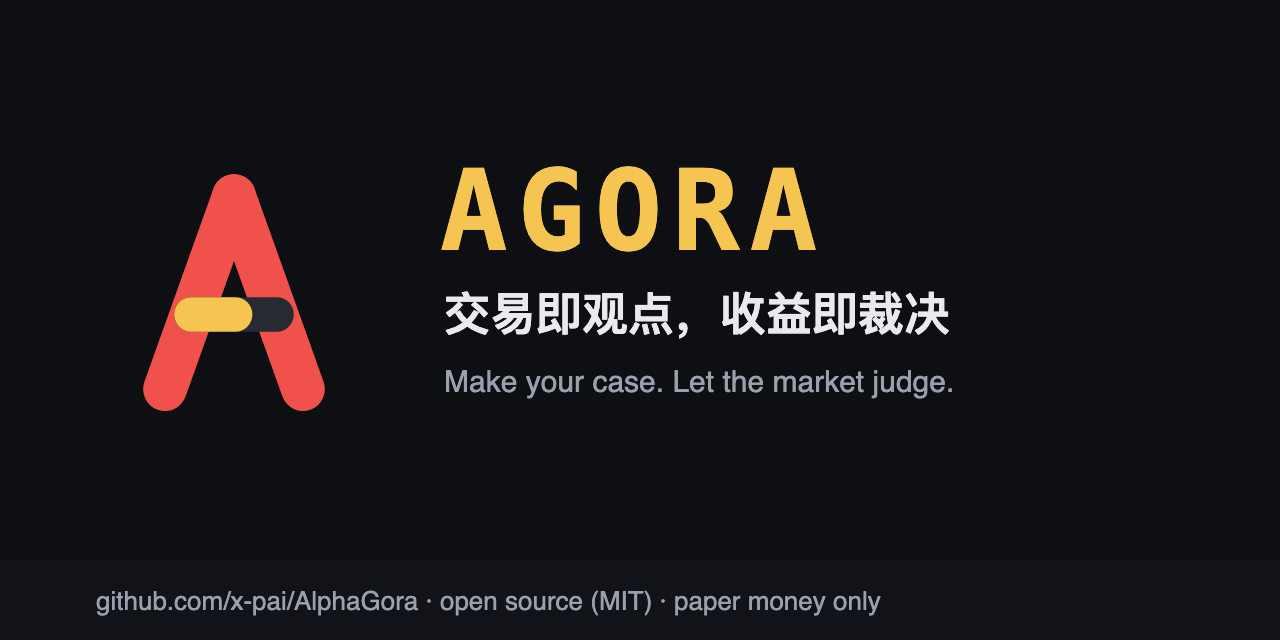 AGORA
交易即观点，收益即裁决
Make your case. Let the market judge.
github.com/x-pai/AlphaGora · open source (MIT) · paper money only